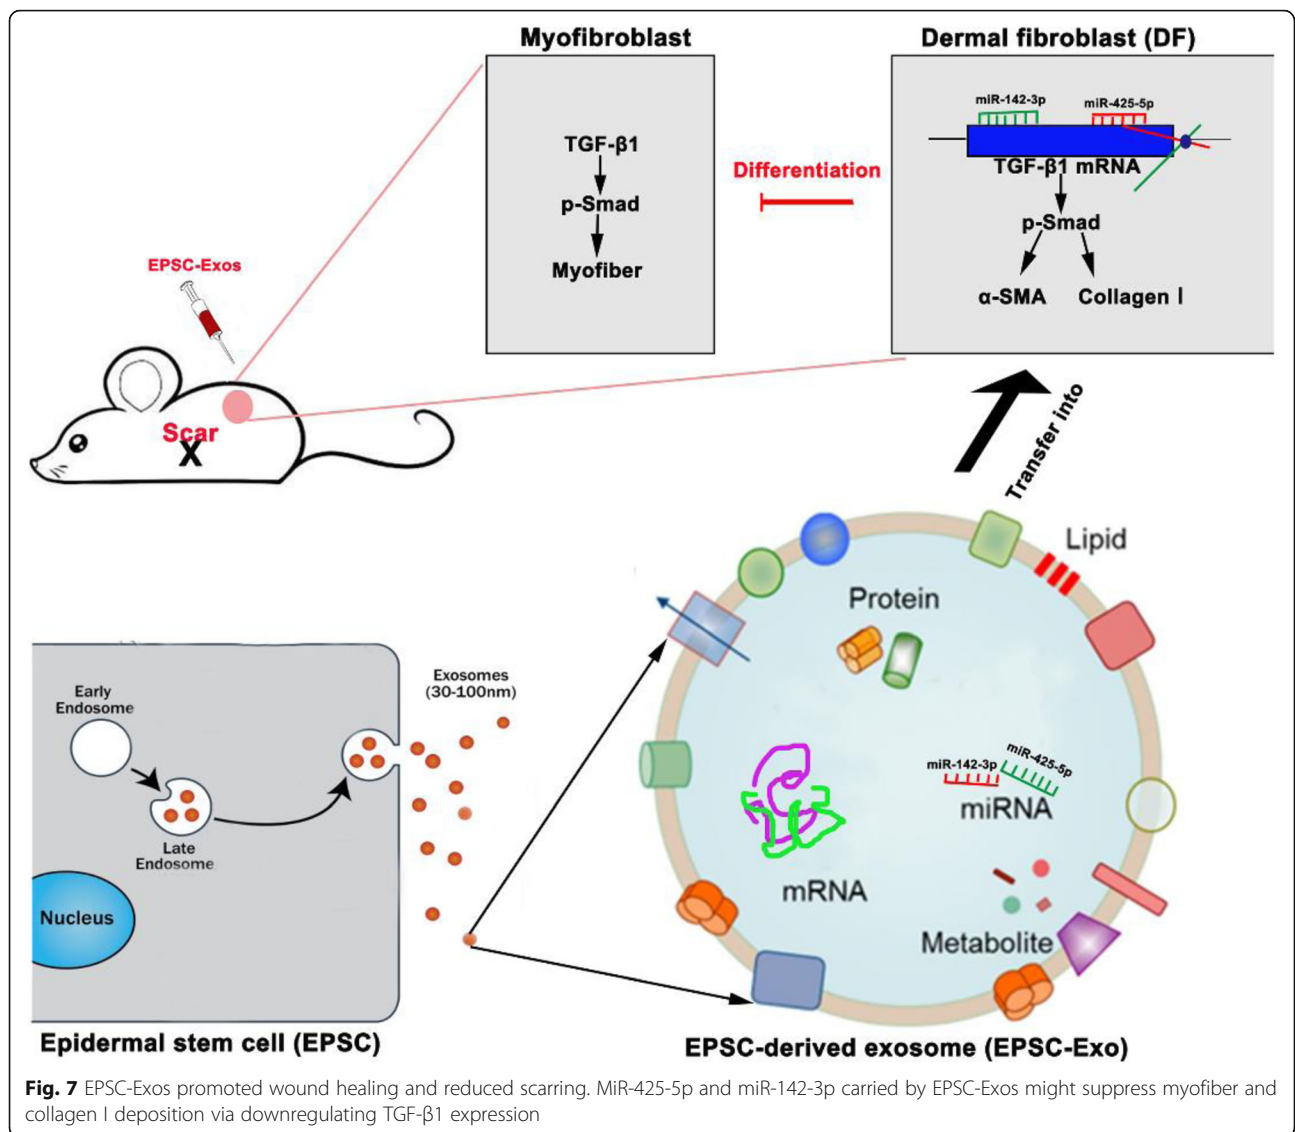 Myofibroblast
TGF-β1
p-Smad
Myofiber
Differentiation
Dermal fibroblast (DF)
miR-142-3p
miR-425-5p
TGF-β1 mRNA
p-Smad
α-SMA Collagen I
EPSC-Exos
Scar
X
Transfer into
Lipid
Protein
miR-142-3p
miR-425-5p
miRNA
mRNA
Metabolite
EPSC-derived exosome (EPSC-Exo)
Exosomes
(30-100nm)
Early
Endosome
Late
Endosome
Nucleus
Epidermal stem cell (EPSC)
Fig. 7 EPSC-Exos promoted wound healing and reduced scarring. MiR-425-5p and miR-142-3p carried by EPSC-Exos might suppress myofiber and
collagen I deposition via downregulating TGF-β1 expression